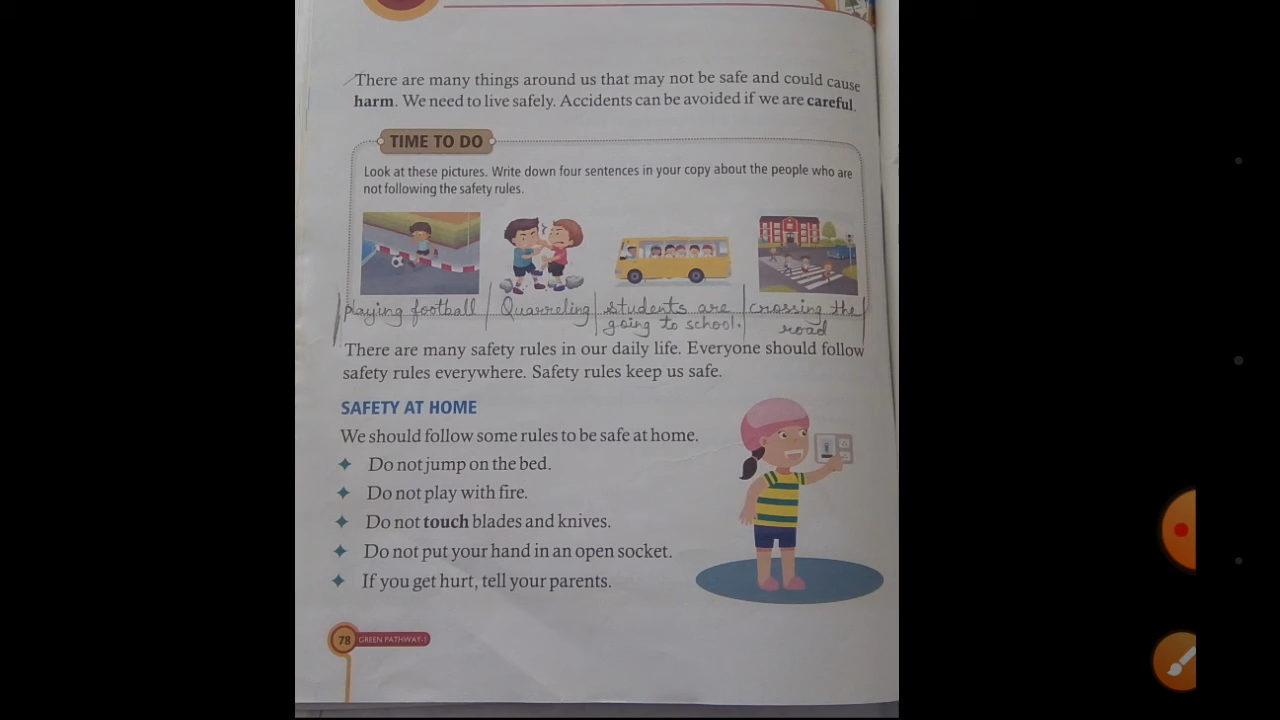 There are many things around us that may not be safe and could cause
harm. We need to live safely. Accidents can be avoided if we are careful.
TIME TO DO
Look at these pictures. Write down four sentences in your copy about the people who are
not following the safety rules.
playing football
Quarreling
students are
going to school.
crossing the
road
There are many safety rules in our daily life. Everyone should follow
safety rules everywhere. Safety rules keep us safe.
SAFETY AT HOME
We should follow some rules to be safe at home.
Do not jump on the bed.
Do not play with fire.
Do not touch blades and knives.
Do not put your hand in an open socket.
If you get hurt, tell your parents.
78 GREEN PATHWAY-1